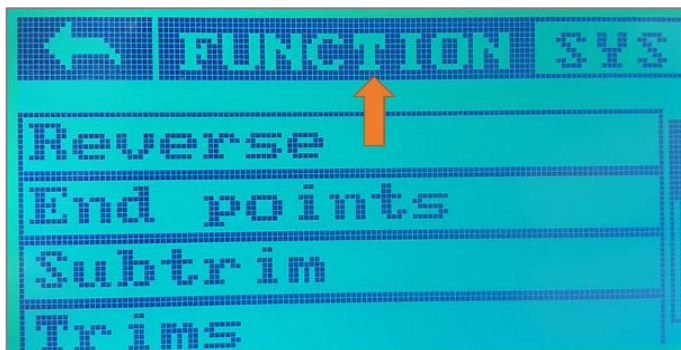 FUNCTION SYS
Reverse
End points
Subtrim
Trims